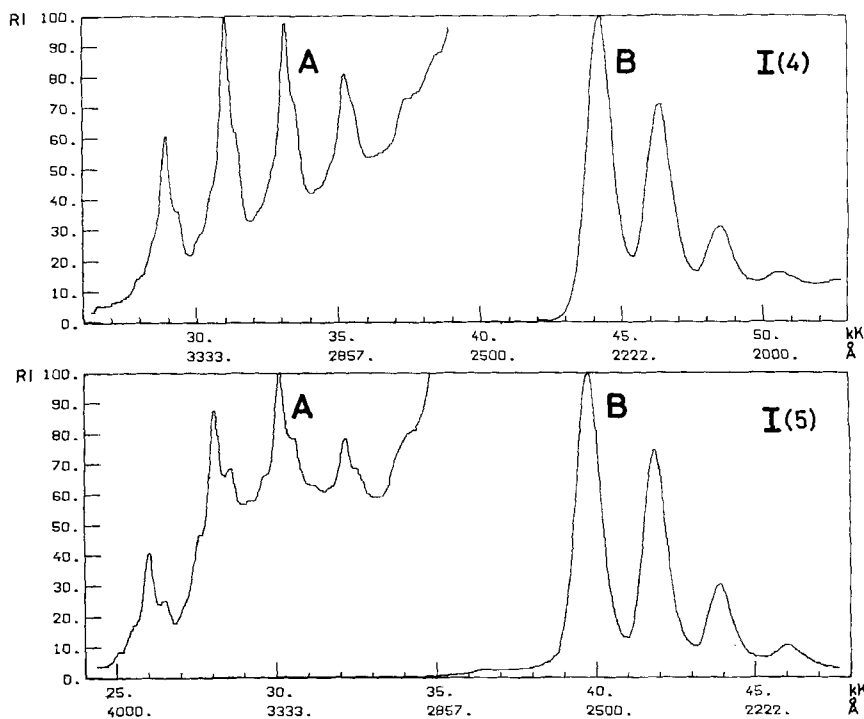 RI 100.
90.
80.
70.
60.
50.
40.
30.
20.
10.
0.
A B I(4)
30. 35. 40. 45. 50. kK
3333. 2857. 2500. 2222. 2000. Å
RI 100.
90.
80.
70.
60.
50.
40.
30.
20.
10.
0.
A B I(5)
25. 30. 35. 40. 45. kK
4000. 3333. 2857. 2500. 2222. Å